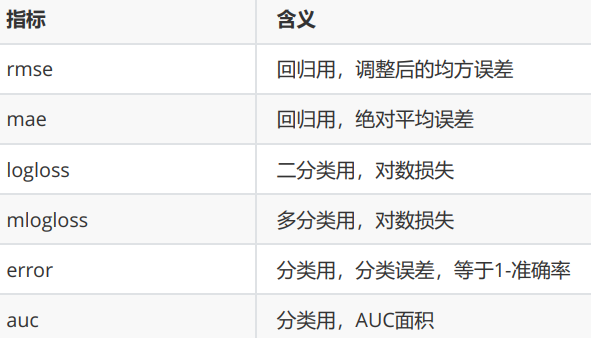 指标 含义
rmse 回归用，调整后的均方误差
mae 回归用，绝对平均误差
logloss 二分类用，对数损失
mlogloss 多分类用，对数损失
error 分类用，分类误差，等于1-准确率
auc 分类用，AUC面积